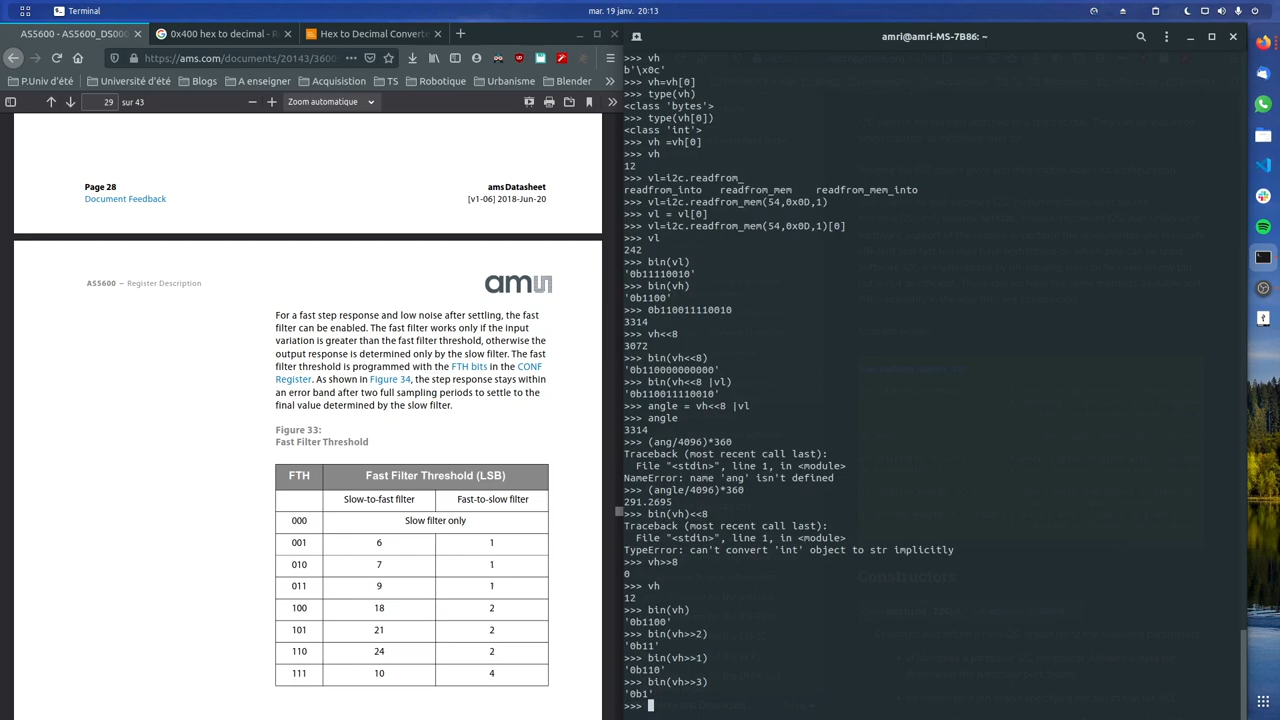 Terminal
mar. 19 janv. 20:13
AS5600 - AS5600_DS000
0x400 hex to decimal - R
Hex to Decimal Converte
https://ams.com/documents/20143/3600
P.Univ d'été
Université d'été
Blogs
A enseigner
Acquisition
TS
Robotique
Urbanisme
Blender
29
sur 43
Zoom automatique
Page 28
Document Feedback
ams Datasheet
[v1-06] 2018-Jun-20
AS5600 − Register Description
am
For a fast step response and low noise after settling, the fast
filter can be enabled. The fast filter works only if the input
variation is greater than the fast filter threshold, otherwise the
output response is determined only by the slow filter. The fast
filter threshold is programmed with the FTH bits in the CONF
Register. As shown in Figure 34, the step response stays within
an error band after two full sampling periods to settle to the
final value determined by the slow filter.
Figure 33:
Fast Filter Threshold
FTH
Fast Filter Threshold (LSB)
Slow-to-fast filter
Fast-to-slow filter
000
Slow filter only
001 6 1
010 7 1
011 9 1
100 18 2
101 21 2
110 24 2
111 10 4
amri@amri-MS-7B86: ~
>>> vh
b'\x0c'
>>> vh=vh[0]
>>> type(vh)
<class 'bytes'>
>>> type(vh[0])
<class 'int'>
>>> vh =vh[0]
>>> vh
12
>>> vl=i2c.readfrom_
readfrom_into readfrom_mem readfrom_mem_into
>>> vl=i2c.readfrom_mem(54,0x0D,1)
>>> vl = vl[0]
>>> vl=i2c.readfrom_mem(54,0x0D,1)[0]
>>> vl
242
>>> bin(vl)
'0b11110010'
>>> bin(vh)
'0b1100'
>>> 0b110011110010
3314
>>> vh<<8
3072
>>> bin(vh<<8)
'0b110000000000'
>>> bin(vh<<8 |vl)
'0b110011110010'
>>> angle = vh<<8 |vl
>>> angle
3314
>>> (ang/4096)*360
Traceback (most recent call last):
File "<stdin>", line 1, in <module>
NameError: name 'ang' isn't defined
>>> (angle/4096)*360
291.2695
>>> bin(vh)<<8
Traceback (most recent call last):
File "<stdin>", line 1, in <module>
TypeError: can't convert 'int' object to str implicitly
>>> vh>>8
0
>>> vh
12
>>> bin(vh)
'0b1100'
>>> bin(vh>>2)
'0b11'
>>> bin(vh>>1)
'0b110'
>>> bin(vh>>3)
'0b1'
>>>
Constructors